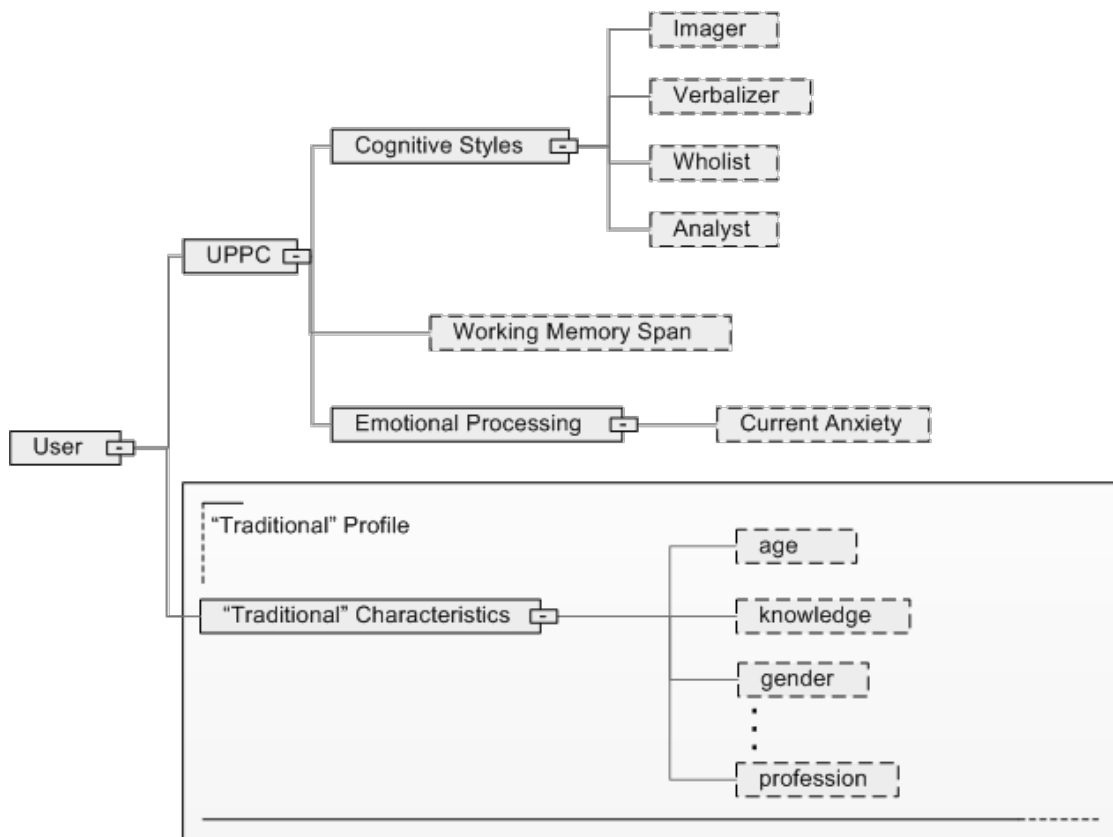 Imager
Verbalizer
Cognitive Styles
Wholist
Analyst
UPPC
Working Memory Span
Emotional Processing
Current Anxiety
User
“Traditional” Profile
age
“Traditional” Characteristics
knowledge
gender
profession